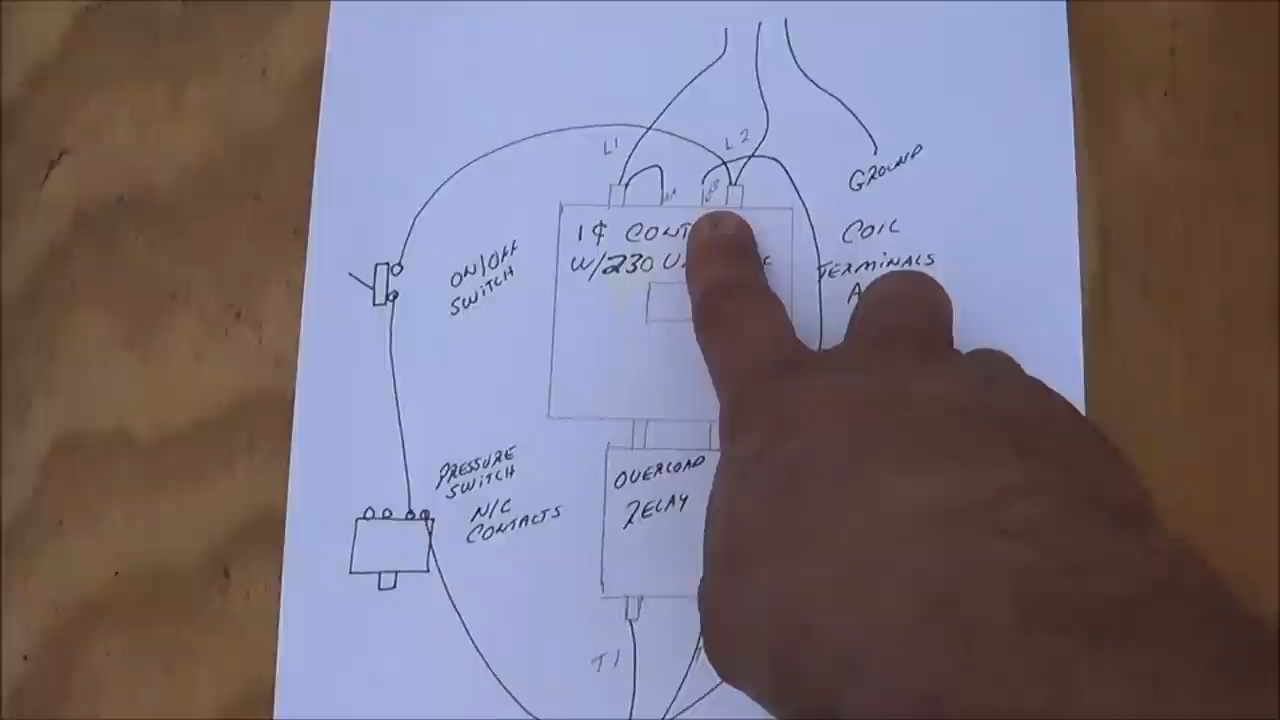 L1
L2
GROUND
1¢ CONT
W/230 V
COIL
TERMINALS
A
ON/OFF
SWITCH
PRESSURE
SWITCH
N/C
CONTACTS
OVERLOAD
RELAY
T1